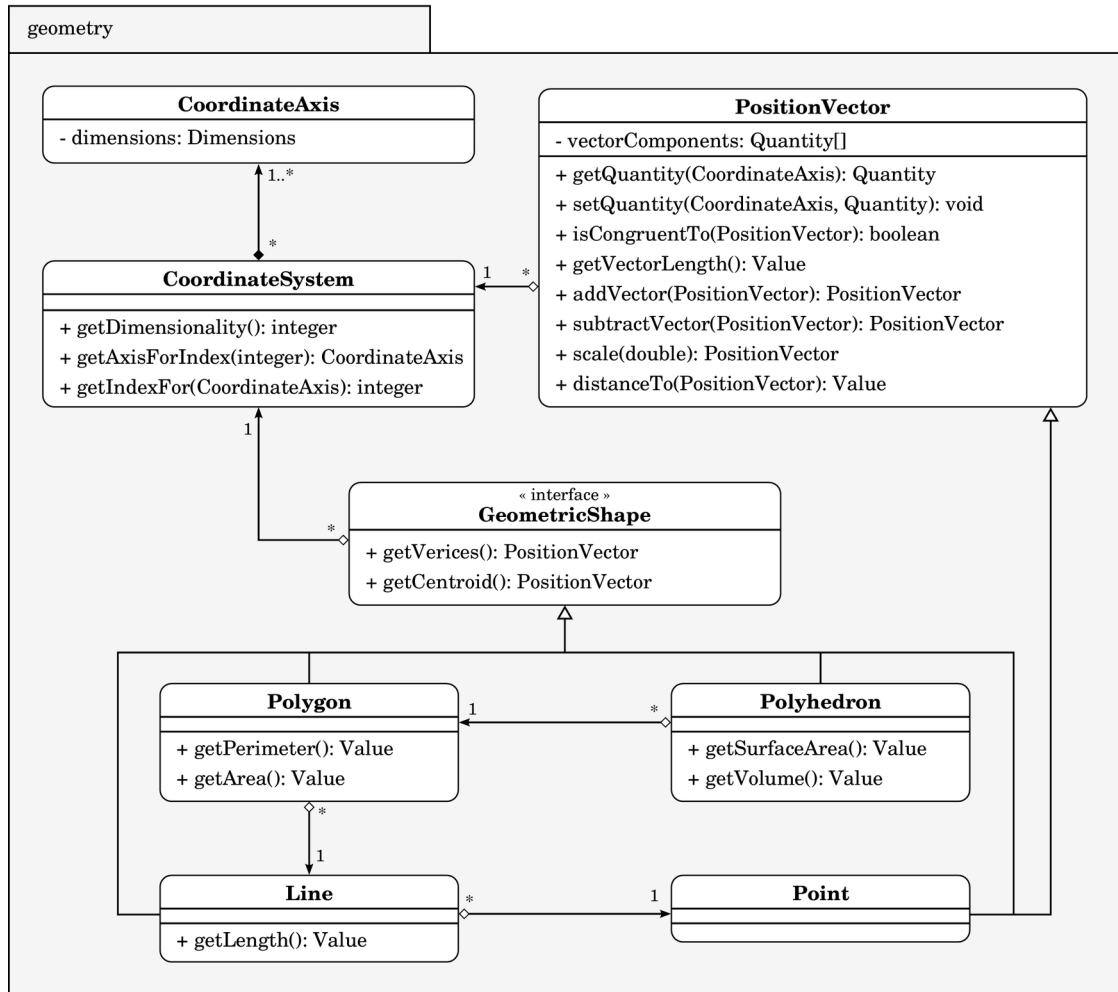 geometry
CoordinateAxis
- dimensions: Dimensions
1..*
*
CoordinateSystem
+ getDimensionality(): integer
+ getAxisForIndex(integer): CoordinateAxis
+ getIndexFor(CoordinateAxis): integer
1
*
PositionVector
- vectorComponents: Quantity[]
+ getQuantity(CoordinateAxis): Quantity
+ setQuantity(CoordinateAxis, Quantity): void
+ isCongruentTo(PositionVector): boolean
+ getVectorLength(): Value
+ addVector(PositionVector): PositionVector
+ subtractVector(PositionVector): PositionVector
+ scale(double): PositionVector
+ distanceTo(PositionVector): Value
1
*
« interface »
GeometricShape
+ getVerices(): PositionVector
+ getCentroid(): PositionVector
Polygon
+ getPerimeter(): Value
+ getArea(): Value
1
*
Polyhedron
+ getSurfaceArea(): Value
+ getVolume(): Value
*
1
Line
+ getLength(): Value
*
1
Point